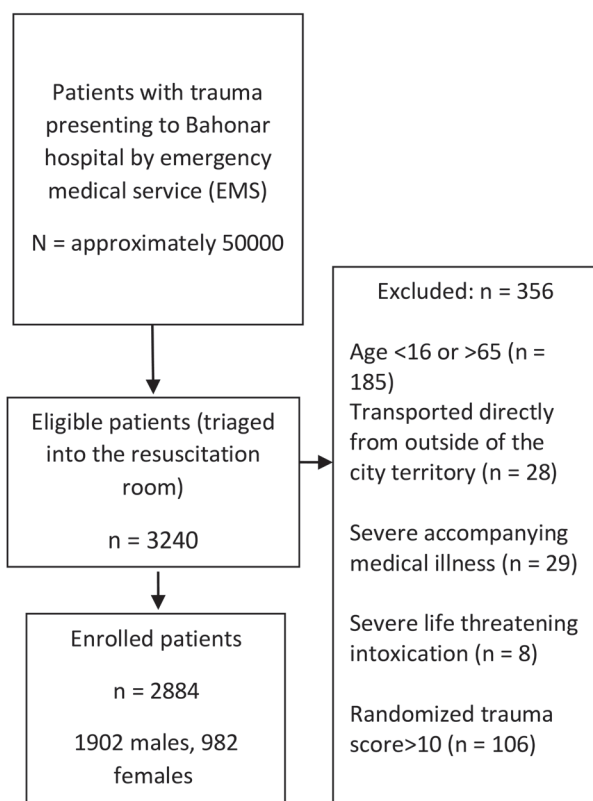 Patients with trauma
presenting to Bahonar
hospital by emergency
medical service (EMS)
N = approximately 50000
Eligible patients (triaged
into the resuscitation
room)
n = 3240
Excluded: n = 356
Age <16 or >65 (n =
185)
Transported directly
from outside of the
city territory (n = 28)
Severe accompanying
medical illness (n = 29)
Severe life threatening
intoxication (n = 8)
Randomized trauma
score>10 (n = 106)
Enrolled patients
n = 2884
1902 males, 982
females